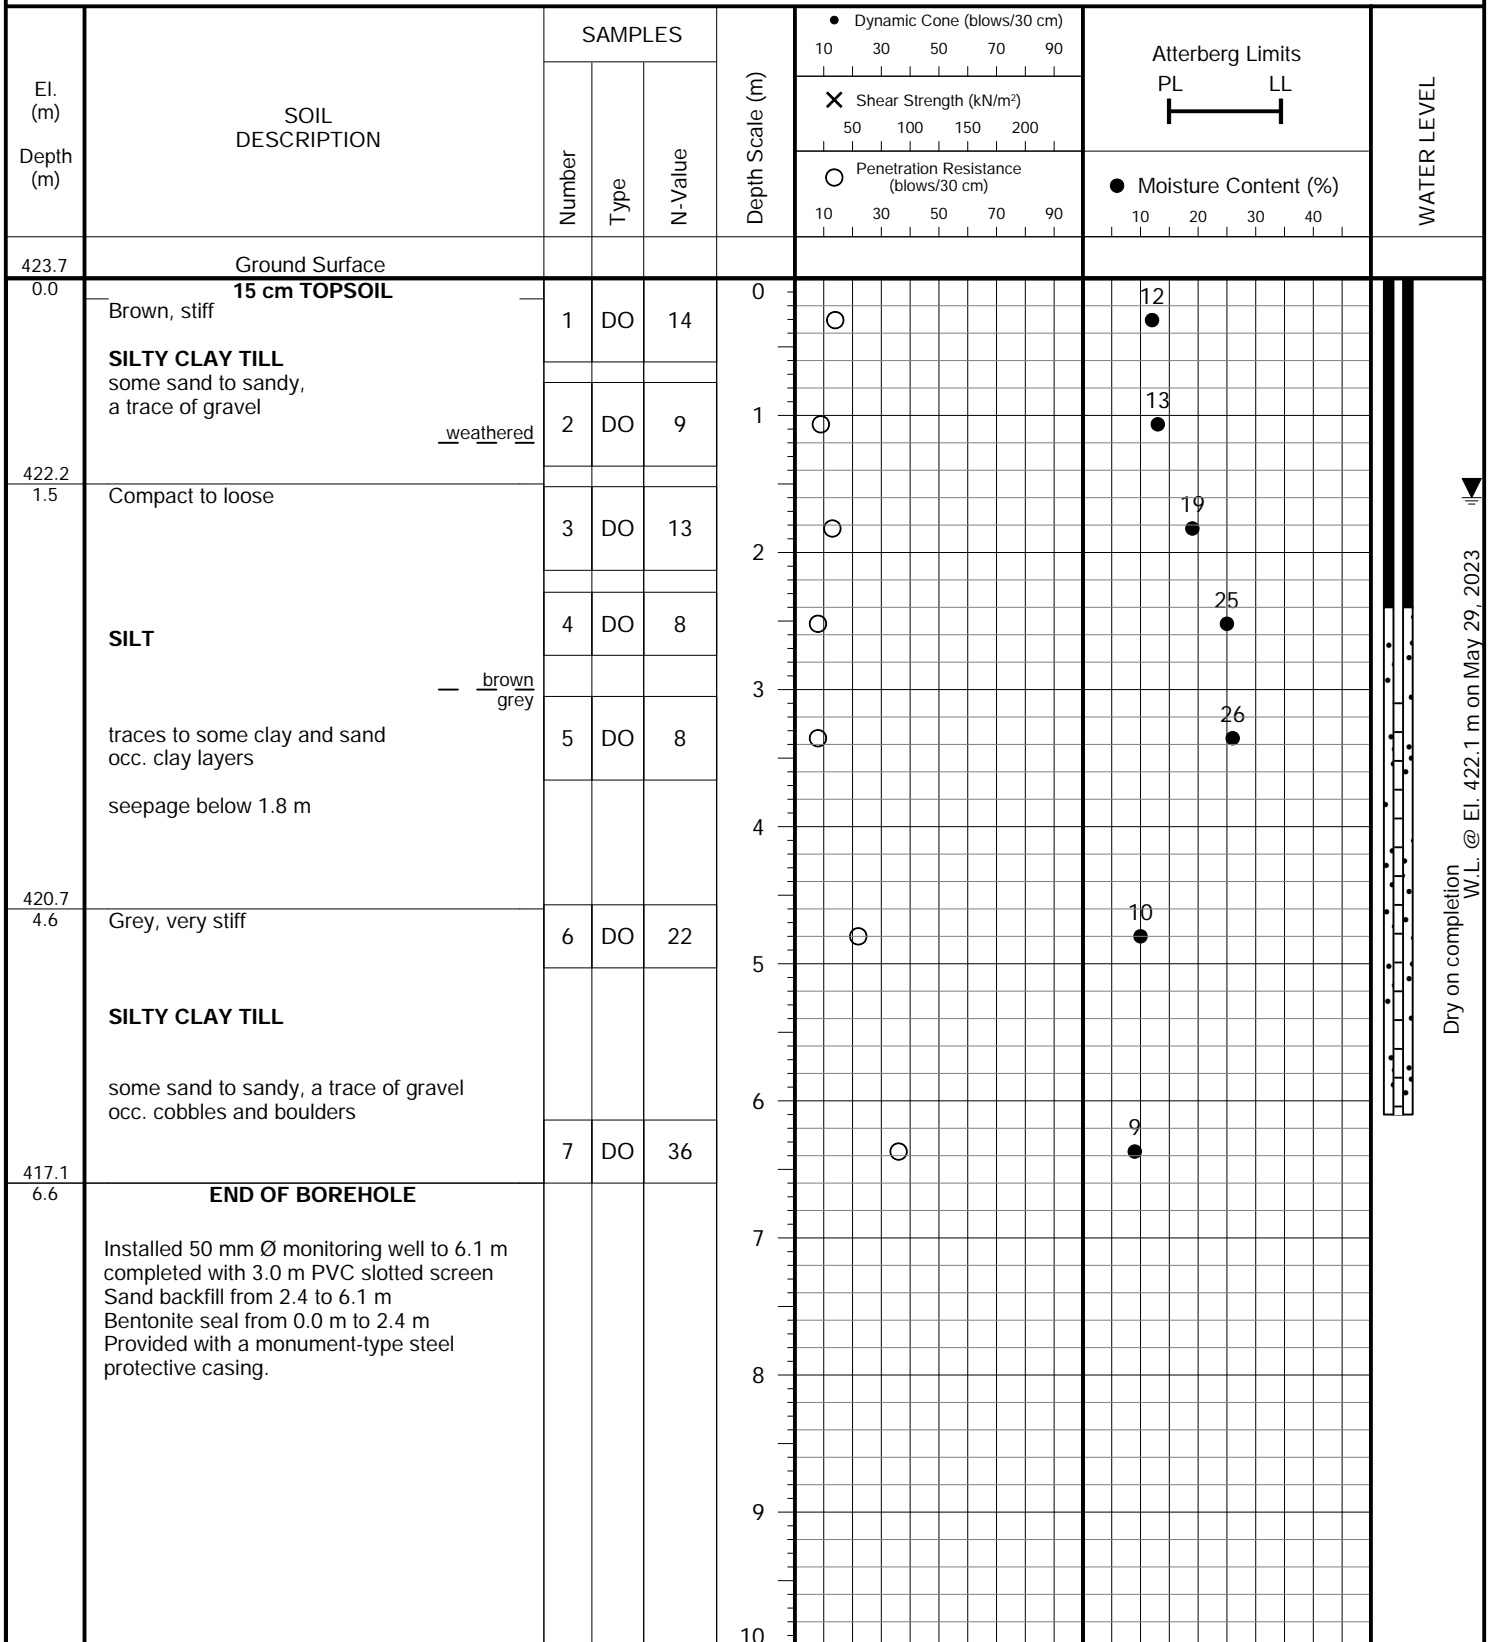 El.
(m)
Depth
(m)
SOIL
DESCRIPTION
SAMPLES
Number
Type
N-Value
Depth Scale (m)
Dynamic Cone (blows/30 cm)
10 30 50 70 90
Shear Strength (kN/m²)
50 100 150 200
Penetration Resistance
(blows/30 cm)
10 30 50 70 90
Atterberg Limits
PL LL
Moisture Content (%)
10 20 30 40
WATER LEVEL
423.7 Ground Surface
0.0 15 cm TOPSOIL
Brown, stiff
SILTY CLAY TILL
some sand to sandy,
a trace of gravel
weathered
422.2
1.5 Compact to loose
SILT
brown
grey
traces to some clay and sand
occ. clay layers
seepage below 1.8 m
420.7
4.6 Grey, very stiff
SILTY CLAY TILL
some sand to sandy, a trace of gravel
occ. cobbles and boulders
417.1
6.6 END OF BOREHOLE
Installed 50 mm Ø monitoring well to 6.1 m
completed with 3.0 m PVC slotted screen
Sand backfill from 2.4 to 6.1 m
Bentonite seal from 0.0 m to 2.4 m
Provided with a monument-type steel
protective casing.
1 DO 14
2 DO 9
3 DO 13
4 DO 8
5 DO 8
6 DO 22
7 DO 36
0
1
2
3
4
5
6
7
8
9
10
12
13
19
25
26
10
9
W.L. @ El. 422.1 m on May 29, 2023
Dry on completion